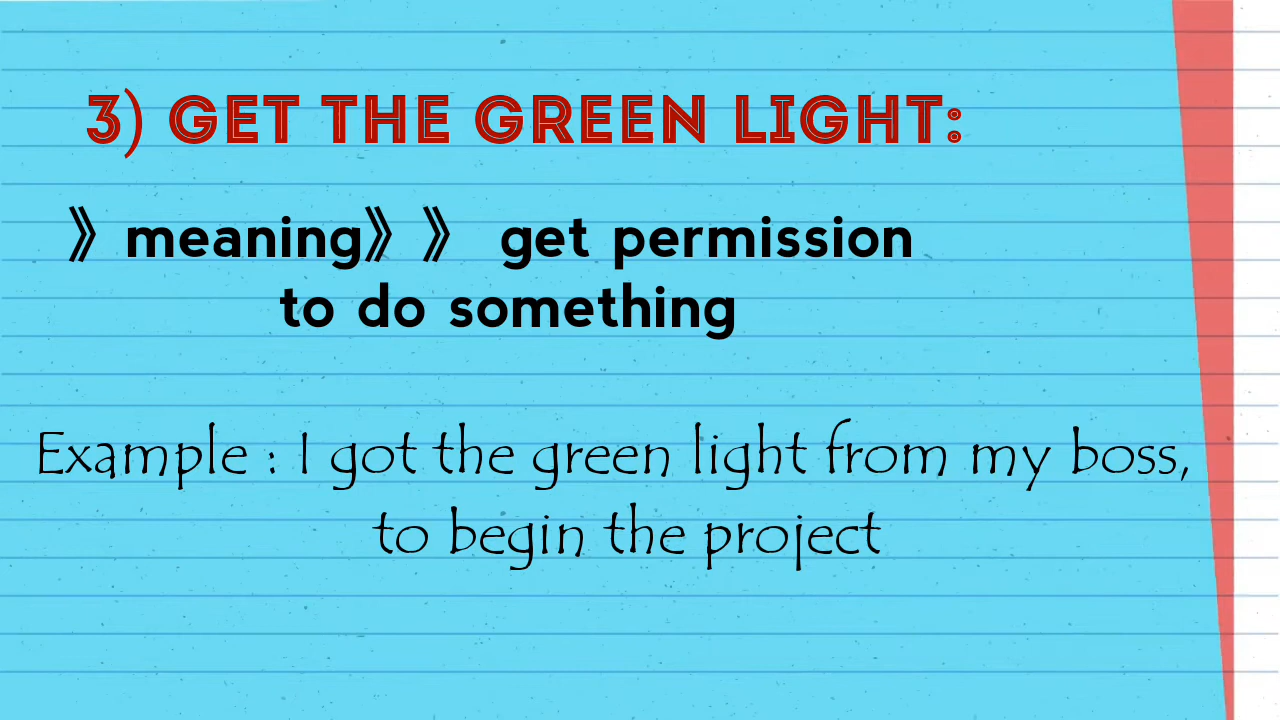 3) GET THE GREEN LIGHT:
》meaning》》 get permission
to do something
Example : I got the green light from my boss,
to begin the project